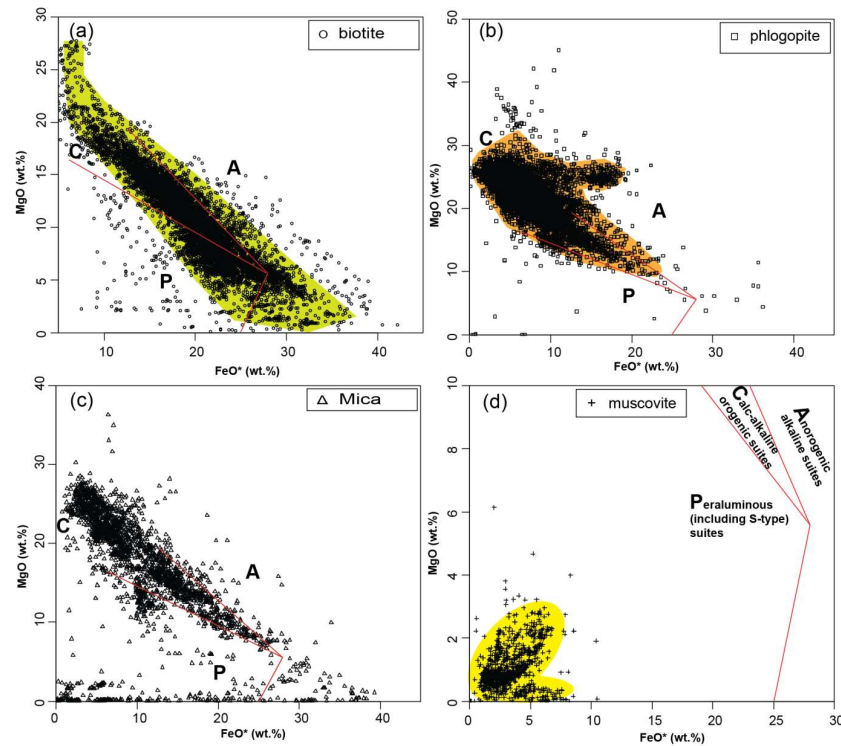 (a)
biotite
MgO (wt.%)
30
25
20
15
10
5
0
C
A
P
10
20
30
40
FeO* (wt.%)
(b)
phlogopite
MgO (wt.%)
50
40
30
20
10
0
C
A
P
0
10
20
30
40
FeO* (wt.%)
(c)
Mica
MgO (wt.%)
40
30
20
10
0
C
A
P
0
10
20
30
40
FeO* (wt.%)
(d)
muscovite
MgO (wt.%)
10
8
6
4
2
0
Calc-alkaline
orogenic suites
Anorogenic
alkaline suites
Peraluminous
(including S-type)
suites
0
5
10
15
20
25
30
FeO* (wt.%)